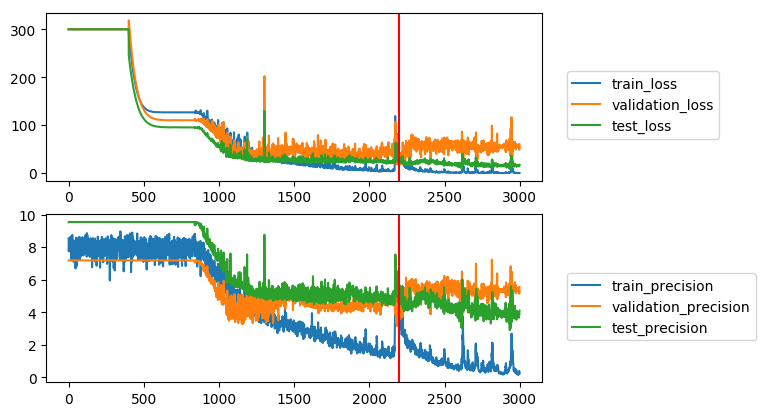 300
200
100
0
0 500 1000 1500 2000 2500 3000
train_loss
validation_loss
test_loss
10
8
6
4
2
0
0 500 1000 1500 2000 2500 3000
train_precision
validation_precision
test_precision